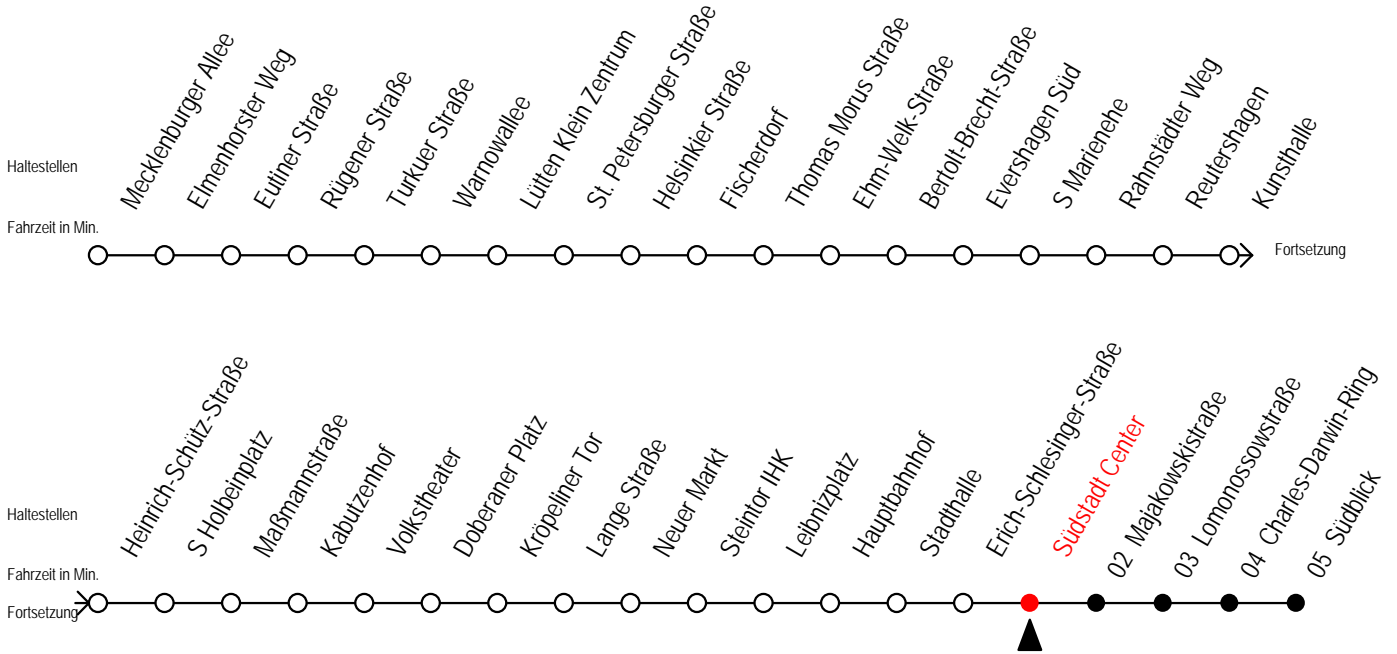 Haltestellen
Mecklenburger Allee
Elmenhorster Weg
Eutiner Straße
Rügener Straße
Turkuer Straße
Warnowallee
Lütten Klein Zentrum
St. Petersburger Straße
Helsinkier Straße
Fischerdorf
Thomas Morus Straße
Ehm-Welk-Straße
Bertolt-Brecht-Straße
Evershagen Süd
S Marienehe
Rahnstädter Weg
Reutershagen
Kunsthalle
Fahrzeit in Min.
Fortsetzung
Haltestellen
Heinrich-Schütz-Straße
S Holbeinplatz
Maßmannstraße
Kabutzenhof
Volkstheater
Doberaner Platz
Kröpeliner Tor
Lange Straße
Neuer Markt
Steintor IHK
Leibnizplatz
Hauptbahnhof
Stadthalle
Erich-Schlesinger-Straße
Südstadt Center
02 Majakowskistraße
03 Lomonossowstraße
04 Charles-Darwin-Ring
05 Südblick
Fahrzeit in Min.
Fortsetzung